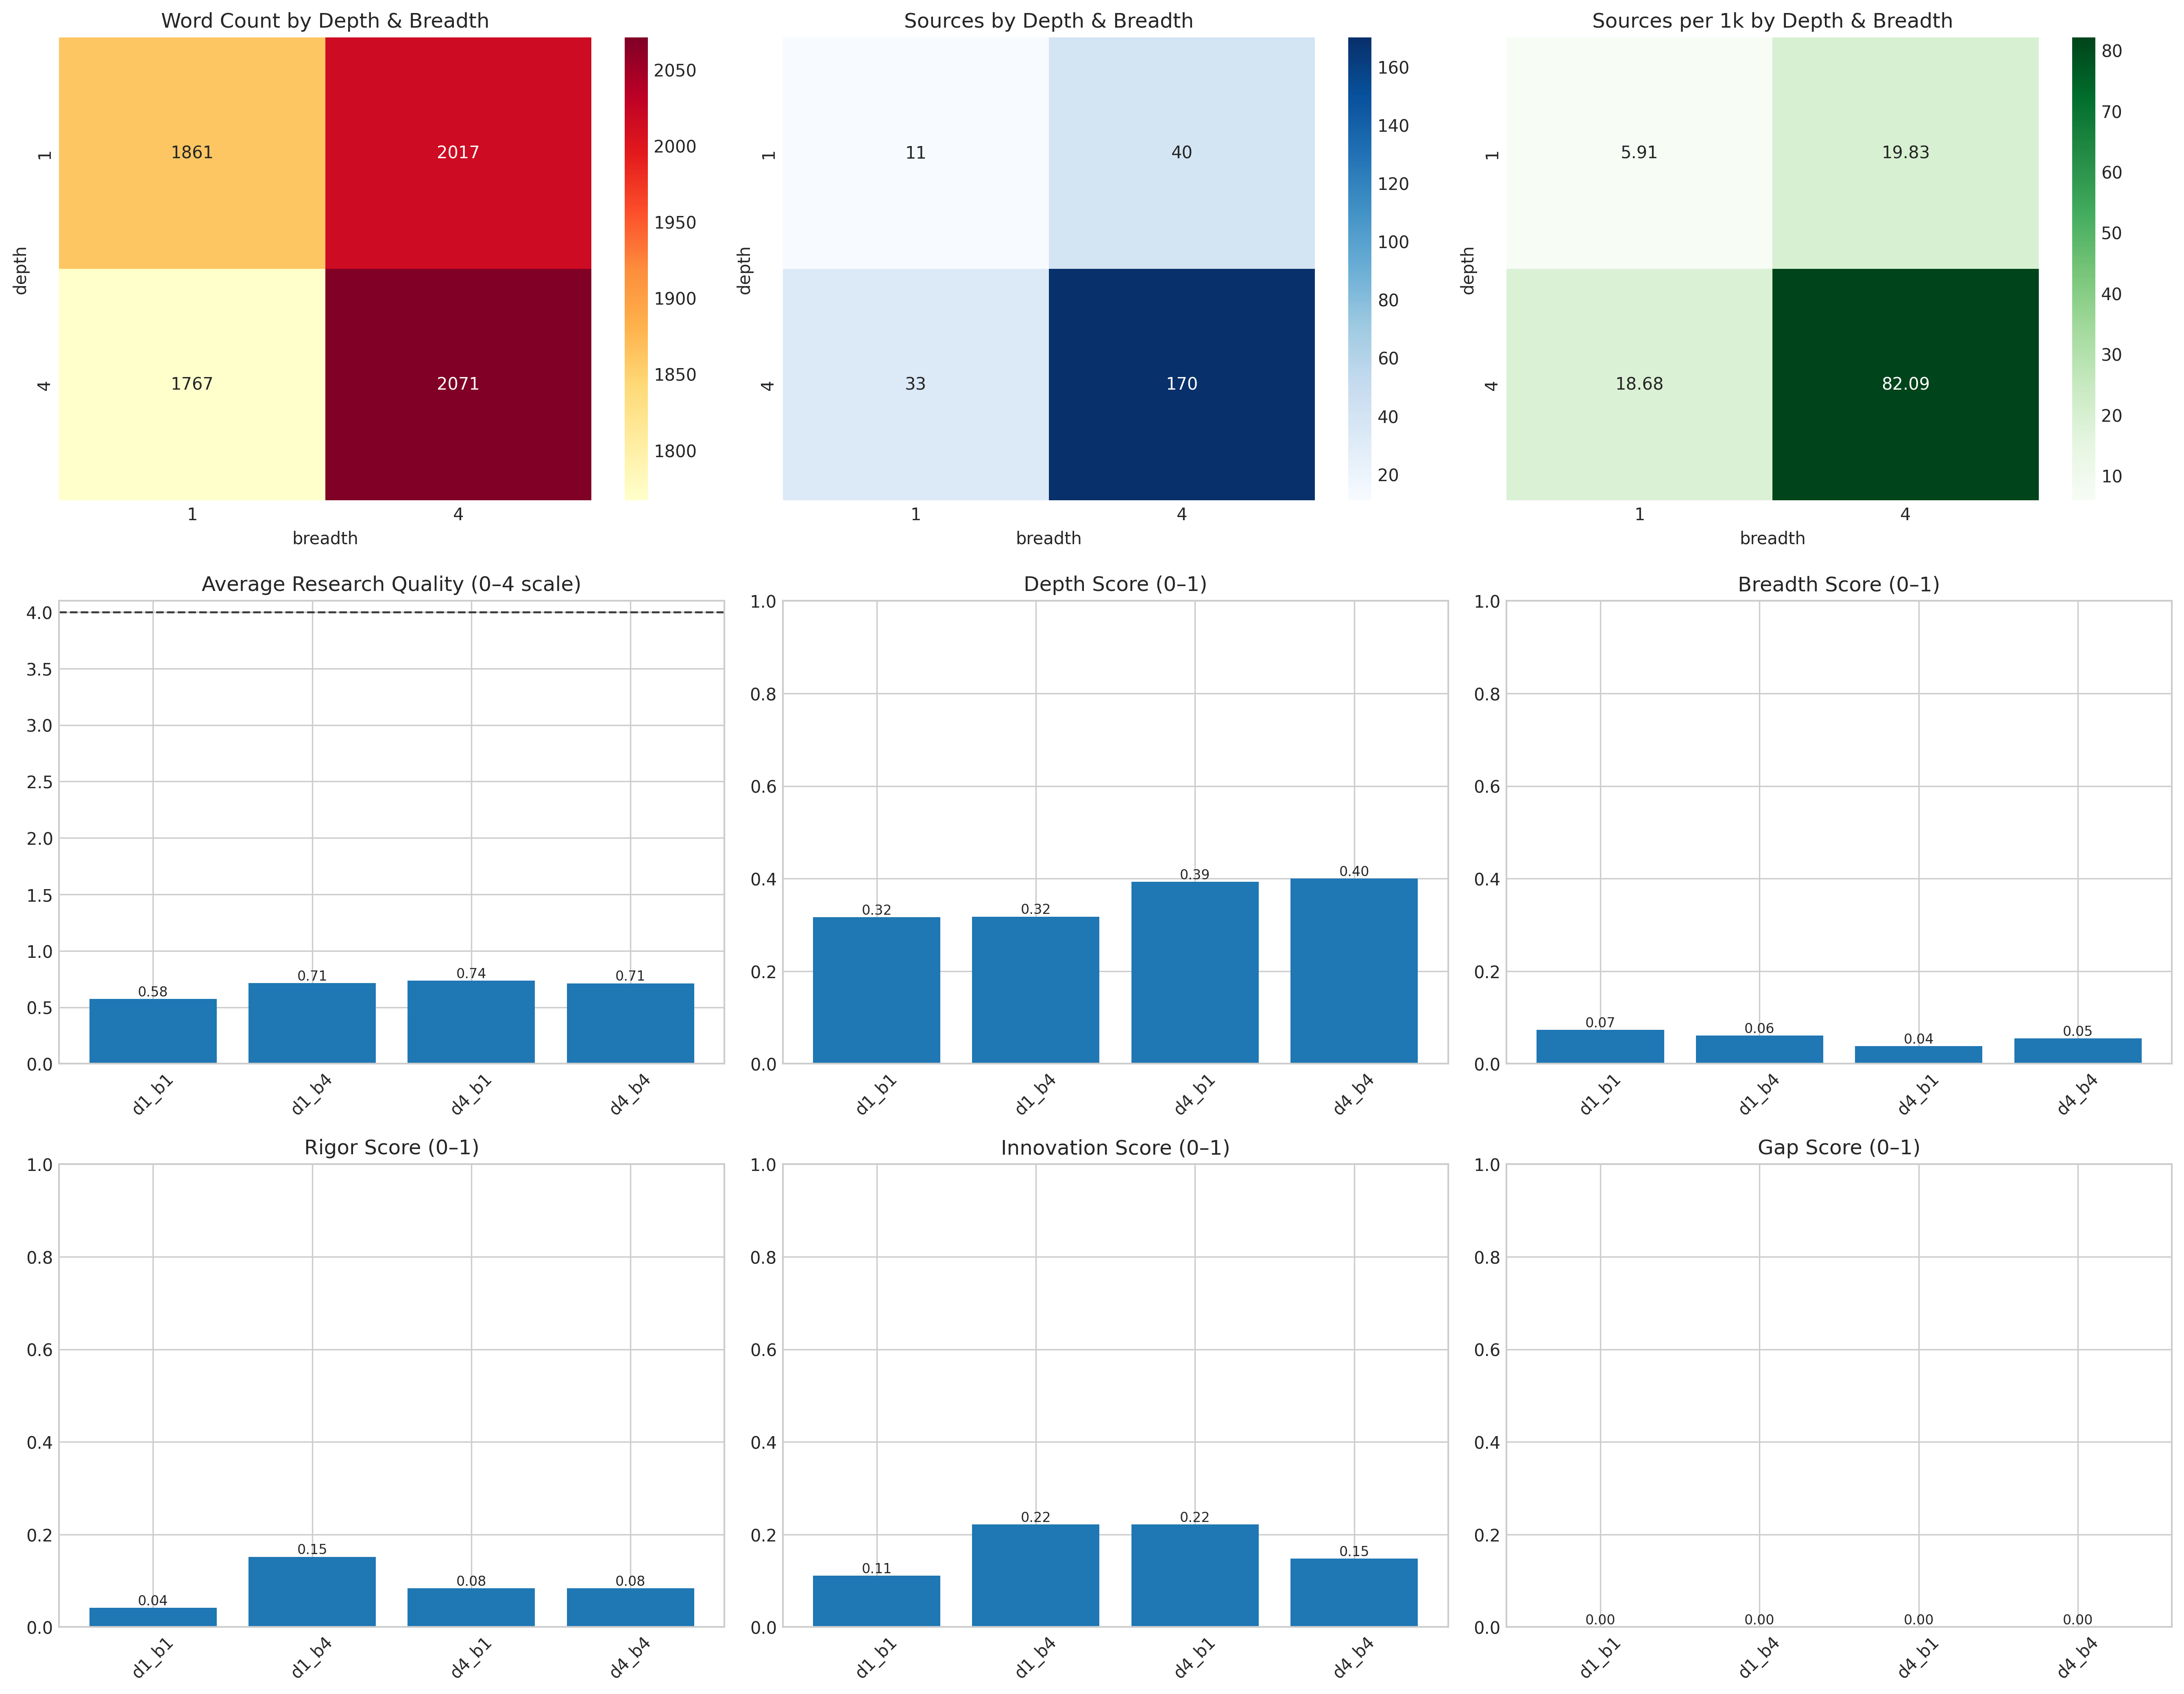 Word Count by Depth & Breadth
1861
2017
1767
2071
1
4
depth
1
4
breadth
2050
2000
1950
1900
1850
1800
Sources by Depth & Breadth
11
40
33
170
1
4
depth
1
4
breadth
160
140
120
100
80
60
40
20
Sources per 1k by Depth & Breadth
5.91
19.83
18.68
82.09
1
4
depth
1
4
breadth
80
70
60
50
40
30
20
10
Average Research Quality (0–4 scale)
4.0
3.5
3.0
2.5
2.0
1.5
1.0
0.5
0.0
0.58
0.71
0.74
0.71
d1_b1
d1_b4
d4_b1
d4_b4
Depth Score (0–1)
1.0
0.8
0.6
0.4
0.2
0.0
0.32
0.32
0.39
0.40
d1_b1
d1_b4
d4_b1
d4_b4
Breadth Score (0–1)
1.0
0.8
0.6
0.4
0.2
0.0
0.07
0.06
0.04
0.05
d1_b1
d1_b4
d4_b1
d4_b4
Rigor Score (0–1)
1.0
0.8
0.6
0.4
0.2
0.0
0.04
0.15
0.08
0.08
d1_b1
d1_b4
d4_b1
d4_b4
Innovation Score (0–1)
1.0
0.8
0.6
0.4
0.2
0.0
0.11
0.22
0.22
0.15
d1_b1
d1_b4
d4_b1
d4_b4
Gap Score (0–1)
1.0
0.8
0.6
0.4
0.2
0.0
0.00
0.00
0.00
0.00
d1_b1
d1_b4
d4_b1
d4_b4